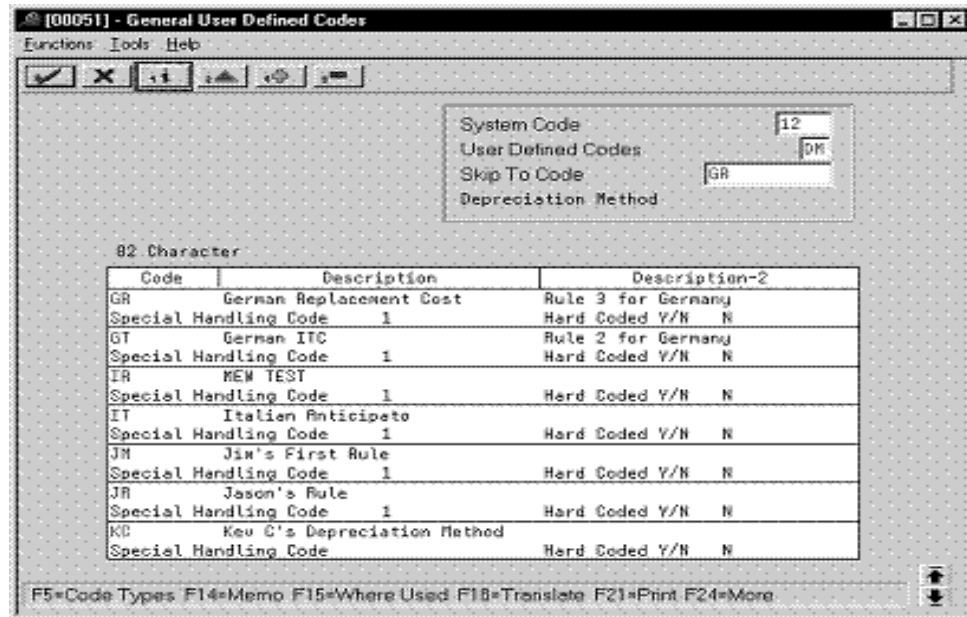 [00051] - General User Defined Codes
Functions Tools Help
System Code 12
User Defined Codes DM
Skip To Code GR
Depreciation Method
82 Character
Code Description Description-2
GR German Replacement Cost Rule 3 for Germany
Special Handling Code 1 Hard Coded Y/N N
GT German ITC Rule 2 for Germany
Special Handling Code 1 Hard Coded Y/N N
IR MEW TEST
Special Handling Code 1 Hard Coded Y/N N
IT Italian Anticipato
Special Handling Code 1 Hard Coded Y/N N
JM Jim's First Rule
Special Handling Code 1 Hard Coded Y/N N
JR Jason's Rule
Special Handling Code 1 Hard Coded Y/N N
KC Kev C's Depreciation Method
Special Handling Code Hard Coded Y/N N
F5=Code Types F14=Memo F15=Where Used F18=Translate F21=Print F24=More